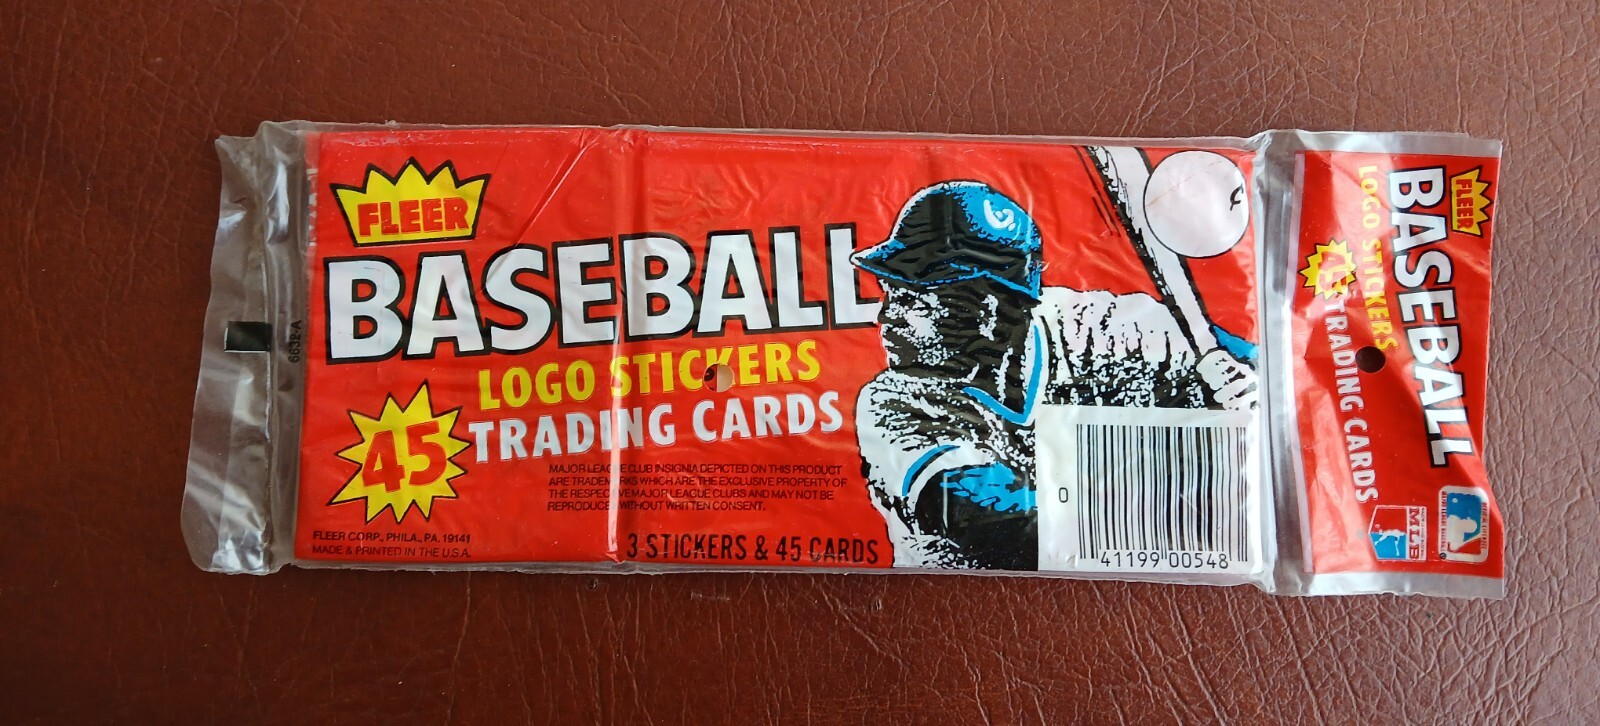 FLEER
BASEBALL
LOGO STICKERS
45
TRADING CARDS
MAJOR LEAGUE CLUB INSIGNIA DEPICTED ON THIS PRODUCT
ARE TRADEMARKS WHICH ARE THE EXCLUSIVE PROPERTY OF
THE RESPECTIVE MAJOR LEAGUE CLUBS AND MAY NOT BE
REPRODUCED WITHOUT WRITTEN CONSENT.
FLEER CORP., PHILA., PA. 19141
MADE & PRINTED IN THE U.S.A.
3 STICKERS & 45 CARDS
6632-A
0
41199 00548
FLEER
BASEBALL
LOGO STICKERS
45
TRADING CARDS
MLB